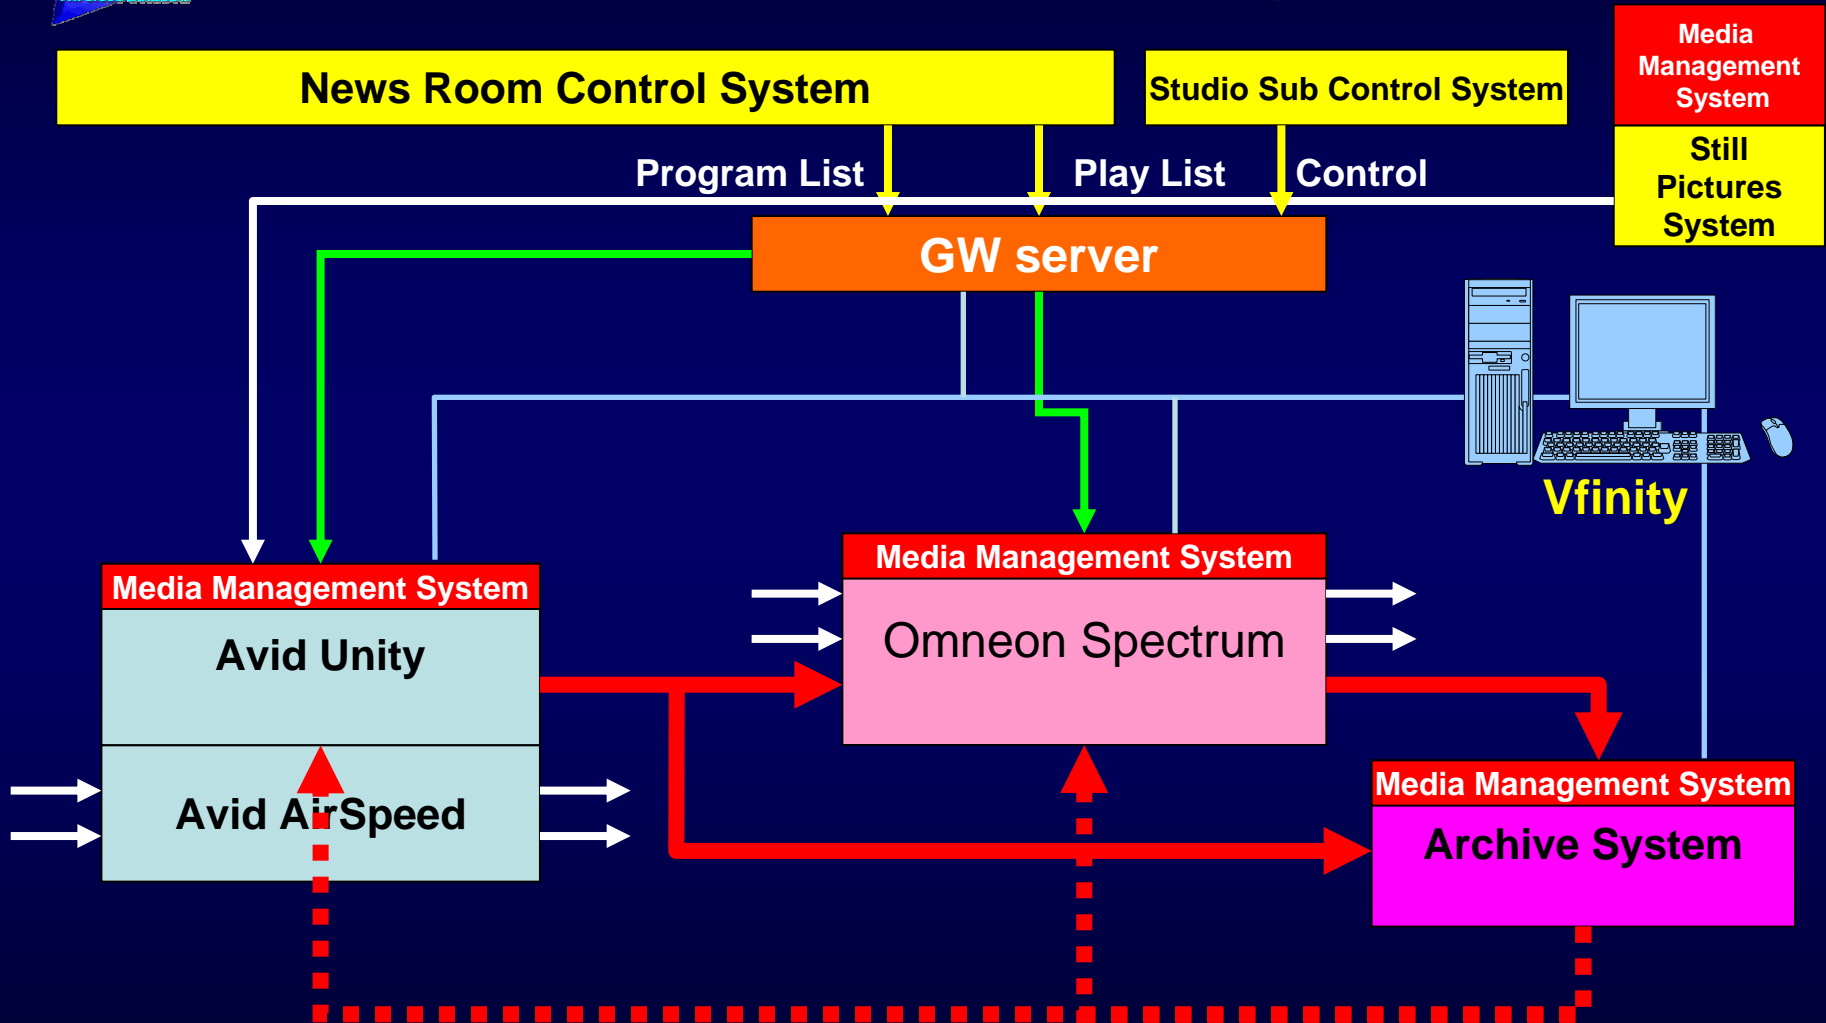 News Room Control System
Studio Sub Control System
Media
Management
System
Still
Pictures
System
Program List
Play List
Control
GW server
Vfinity
Media Management System
Omneon Spectrum
Media Management System
Avid Unity
Avid AirSpeed
Media Management System
Archive System